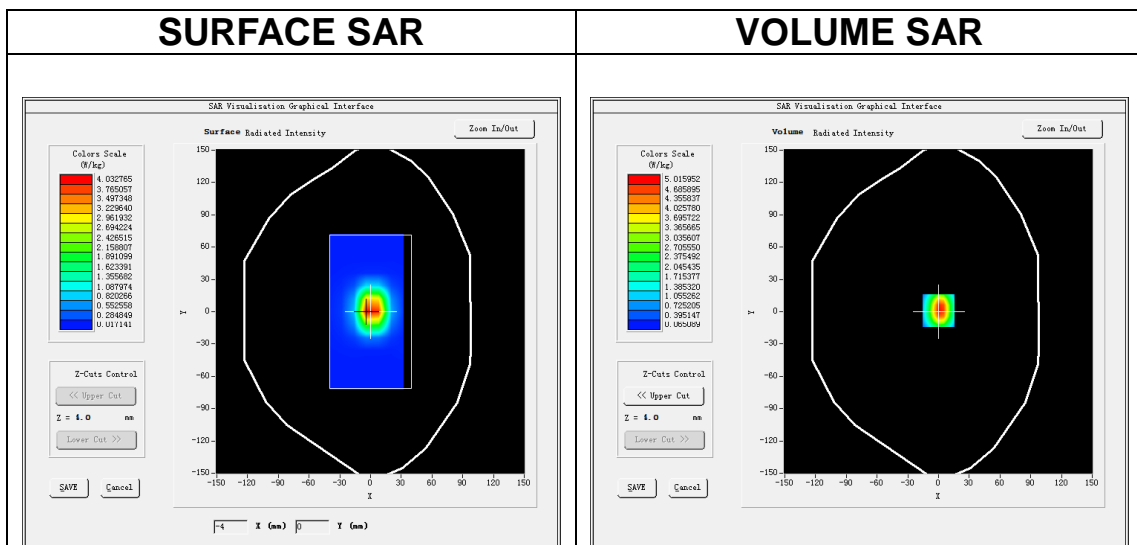 SURFACE SAR
VOLUME SAR
SAR Visualisation Graphical Interface
Surface Radiated Intensity
Zoom In/Out
Colors Scale
(W/kg)
4.032765
3.765057
3.497348
3.229640
2.961932
2.694224
2.426515
2.158807
1.891099
1.623391
1.355682
1.087974
0.820266
0.552558
0.284849
0.017141
Z-Cuts Control
<< Upper Cut
Z = 4.0 mm
Lower Cut >>
SAVE
Cancel
150
120
90
60
30
0
-30
-60
-90
-120
-150
Y
-150 -120 -90 -60 -30 0 30 60 90 120 150
X
-4 X (mm) 0 Y (mm)
SAR Visualisation Graphical Interface
Volume Radiated Intensity
Zoom In/Out
Colors Scale
(W/kg)
5.015952
4.685895
4.355837
4.025780
3.695722
3.365665
3.035607
2.705550
2.375492
2.045435
1.715377
1.385320
1.055262
0.725205
0.395147
0.065089
Z-Cuts Control
<< Upper Cut
Z = 4.0 mm
Lower Cut >>
SAVE
Cancel
150
120
90
60
30
0
-30
-60
-90
-120
-150
Y
-150 -120 -90 -60 -30 0 30 60 90 120 150
X